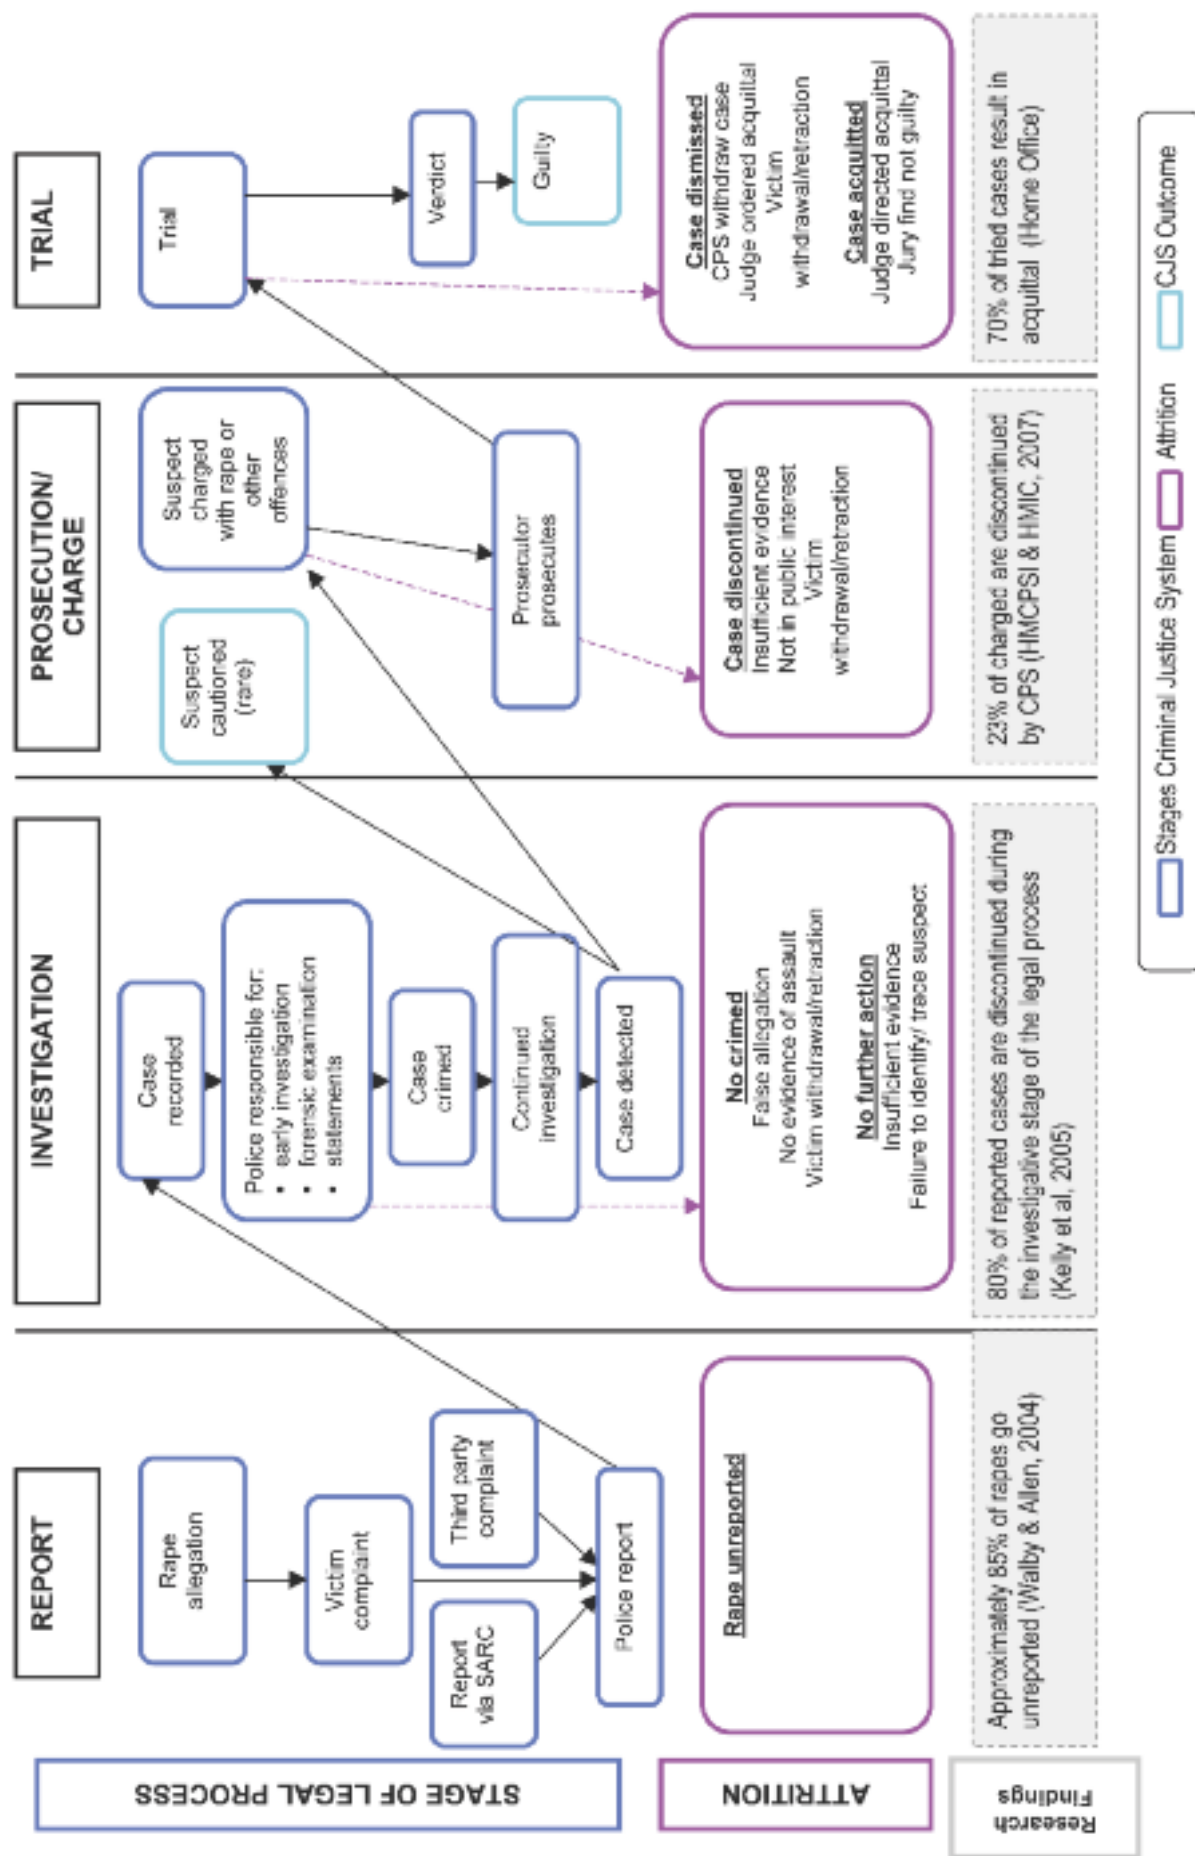 REPORT
INVESTIGATION
PROSECUTION/
CHARGE
TRIAL
STAGE OF LEGAL PROCESS
Rape
allegation
Victim
complaint
Report
via SARC
Third party
complaint
Police report
Case
recorded
Police responsible for:
▪ early investigation
▪ forensic examination
▪ statements
Case
crimed
Continued
investigation
Case detected
Suspect
cautioned
(rare)
Suspect
charged
with rape or
other
offences
Prosecutor
prosecutes
Trial
Verdict
Guilty
ATTRITION
Rape unreported
No crimed
False allegation
No evidence of assault
Victim withdrawal/retraction
No further action
Insufficient evidence
Failure to identify/ trace suspect
Case discontinued
Insufficient evidence
Not in public interest
Victim
withdrawal/retraction
Case dismissed
CPS withdraw case
Judge ordered acquittal
Victim
withdrawal/retraction
Case acquitted
Judge directed acquittal
Jury find not guilty
Research
Findings
Approximately 85% of rapes go
unreported (Walby & Allen, 2004)
80% of reported cases are discontinued during
the investigative stage of the legal process
(Kelly et al, 2005)
23% of charged are discontinued
by CPS (HMCPSI & HMIC, 2007)
70% of tried cases result in
acquittal (Home Office)
Stages Criminal Justice System
Attrition
CJS Outcome